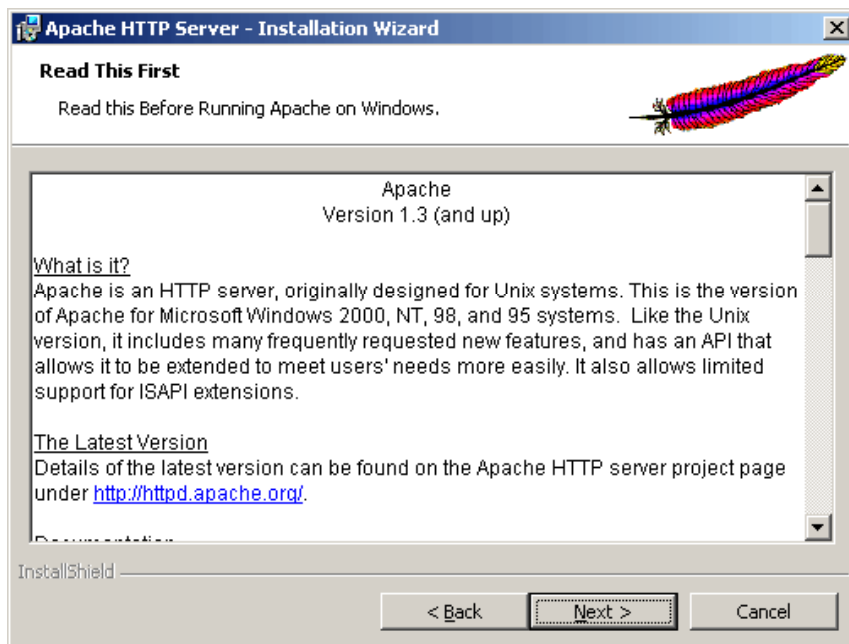 Apache HTTP Server - Installation Wizard
Read This First
Read this Before Running Apache on Windows.
Apache
Version 1.3 (and up)
What is it?
Apache is an HTTP server, originally designed for Unix systems. This is the version
of Apache for Microsoft Windows 2000, NT, 98, and 95 systems.  Like the Unix
version, it includes many frequently requested new features, and has an API that
allows it to be extended to meet users' needs more easily. It also allows limited
support for ISAPI extensions.
The Latest Version
Details of the latest version can be found on the Apache HTTP server project page
under http://httpd.apache.org/.
Documentation
InstallShield
< Back
Next >
Cancel